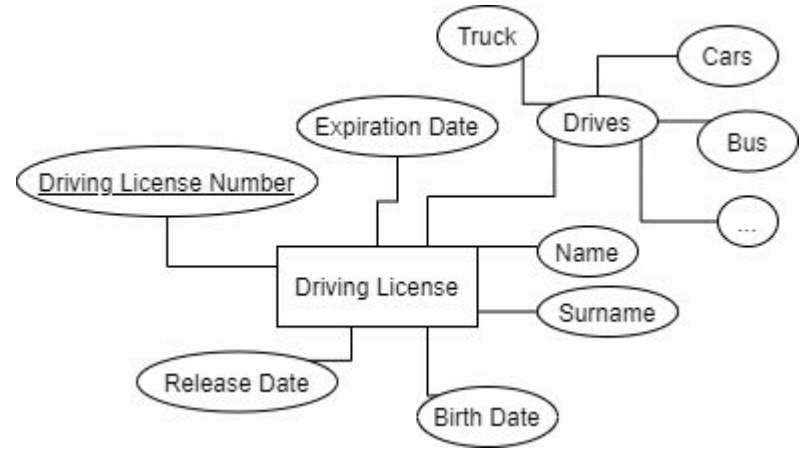 Truck
Cars
Expiration Date
Drives
Bus
Driving License Number
...
Name
Driving License
Surname
Release Date
Birth Date